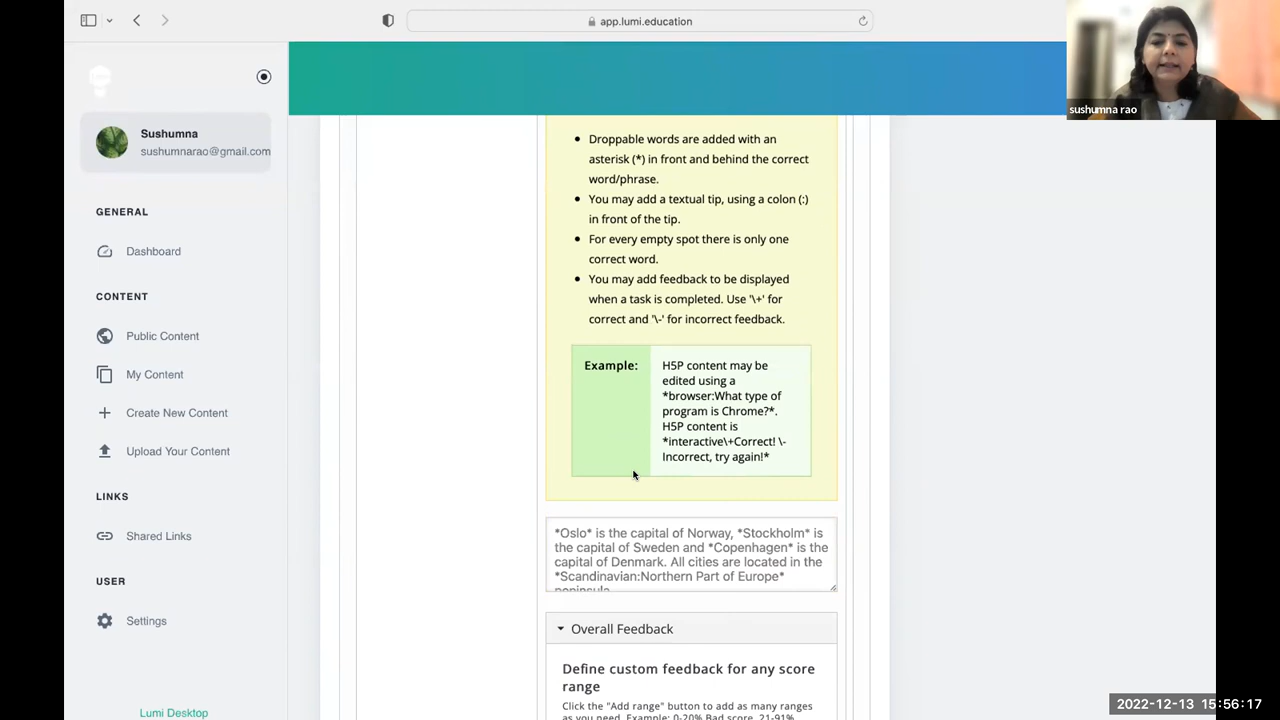 app.lumi.education
sushumna rao
Sushumna
sushumnarao@gmail.com
GENERAL
Dashboard
CONTENT
Public Content
My Content
Create New Content
Upload Your Content
LINKS
Shared Links
USER
Settings
Lumi Desktop
Droppable words are added with an
asterisk (*) in front and behind the correct
word/phrase.
You may add a textual tip, using a colon (:)
in front of the tip.
For every empty spot there is only one
correct word.
You may add feedback to be displayed
when a task is completed. Use '\+' for
correct and '\-' for incorrect feedback.
Example:
H5P content may be
edited using a
*browser:What type of
program is Chrome?*.
H5P content is
*interactive\+Correct! \-
Incorrect, try again!*
*Oslo* is the capital of Norway, *Stockholm* is
the capital of Sweden and *Copenhagen* is the
capital of Denmark. All cities are located in the
*Scandinavian:Northern Part of Europe*
peninsula
Overall Feedback
Define custom feedback for any score
range
Click the "Add range" button to add as many ranges
as you need. Example: 0-20% Bad score, 21-91%
2022-12-13 15:56:17